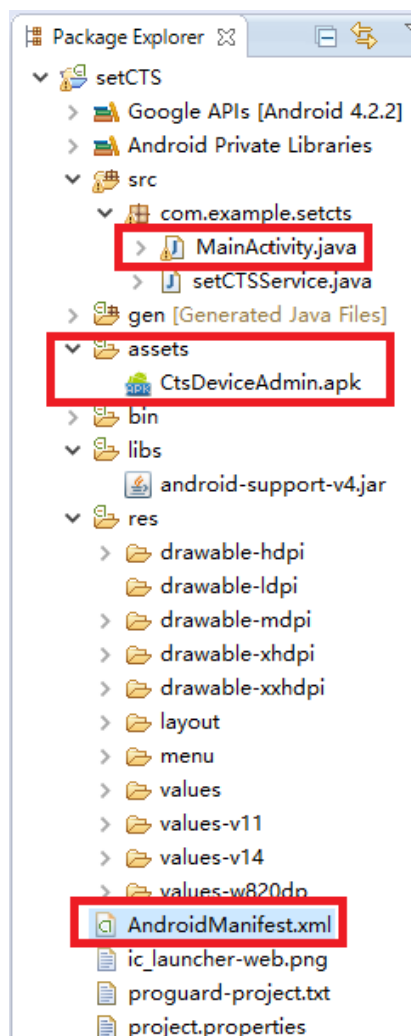 Package Explorer
setCTS
Google APIs [Android 4.2.2]
Android Private Libraries
src
com.example.setcts
MainActivity.java
setCTSService.java
gen [Generated Java Files]
assets
CtsDeviceAdmin.apk
bin
libs
android-support-v4.jar
res
drawable-hdpi
drawable-ldpi
drawable-mdpi
drawable-xhdpi
drawable-xxhdpi
layout
menu
values
values-v11
values-v14
values-w820dp
AndroidManifest.xml
ic_launcher-web.png
proguard-project.txt
project.properties